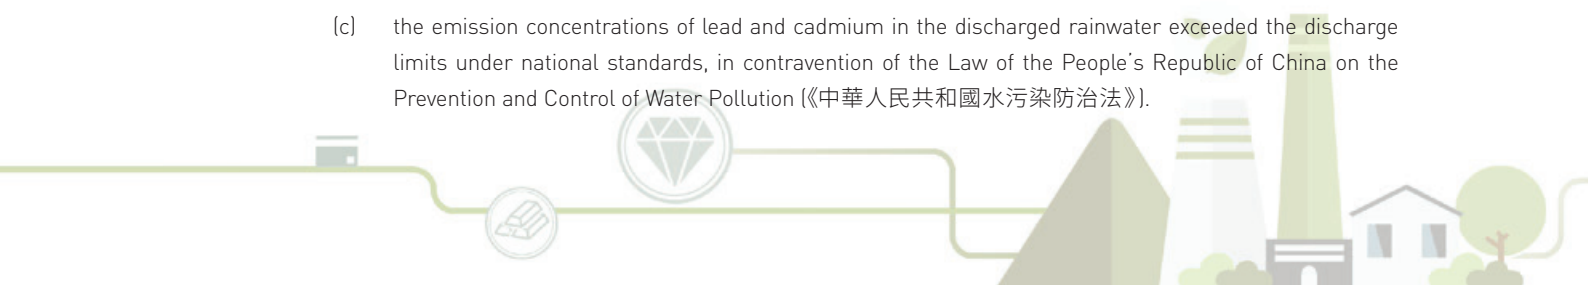 (c) the emission concentrations of lead and cadmium in the discharged rainwater exceeded the discharge
limits under national standards, in contravention of the Law of the People's Republic of China on the
Prevention and Control of Water Pollution (《中華人民共和國水污染防治法》).